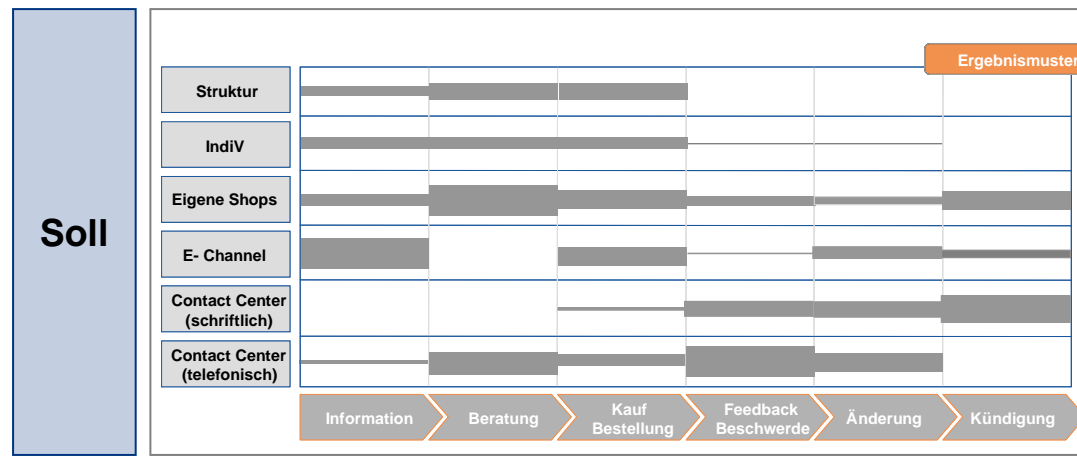 Soll
Ergebnismuster
Struktur
IndiV
Eigene Shops
E- Channel
Contact Center
(schriftlich)
Contact Center
(telefonisch)
Information
Beratung
Kauf
Bestellung
Feedback
Beschwerde
Änderung
Kündigung